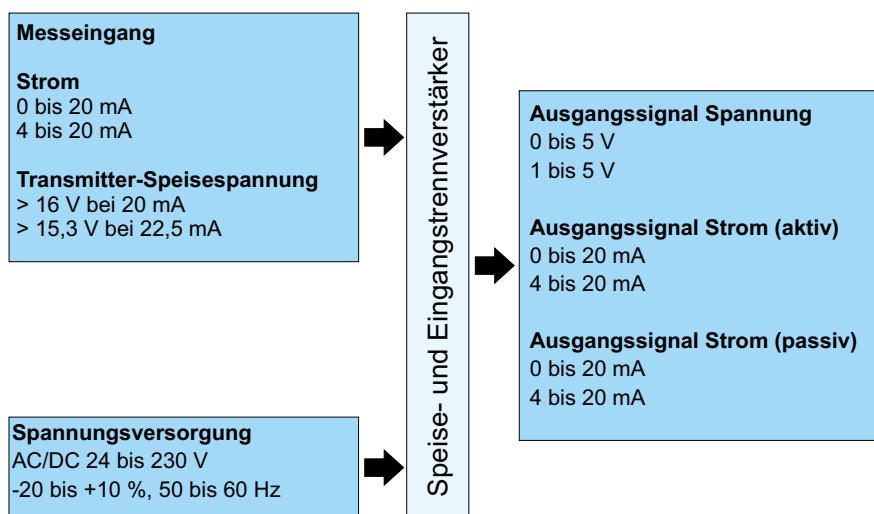 Messeingang
Strom
0 bis 20 mA
4 bis 20 mA
Transmitter-Speisespannung
> 16 V bei 20 mA
> 15,3 V bei 22,5 mA
Spannungsversorgung
AC/DC 24 bis 230 V
-20 bis +10 %, 50 bis 60 Hz
Speise- und Eingangstrennverstärker
Ausgangssignal Spannung
0 bis 5 V
1 bis 5 V
Ausgangssignal Strom (aktiv)
0 bis 20 mA
4 bis 20 mA
Ausgangssignal Strom (passiv)
0 bis 20 mA
4 bis 20 mA